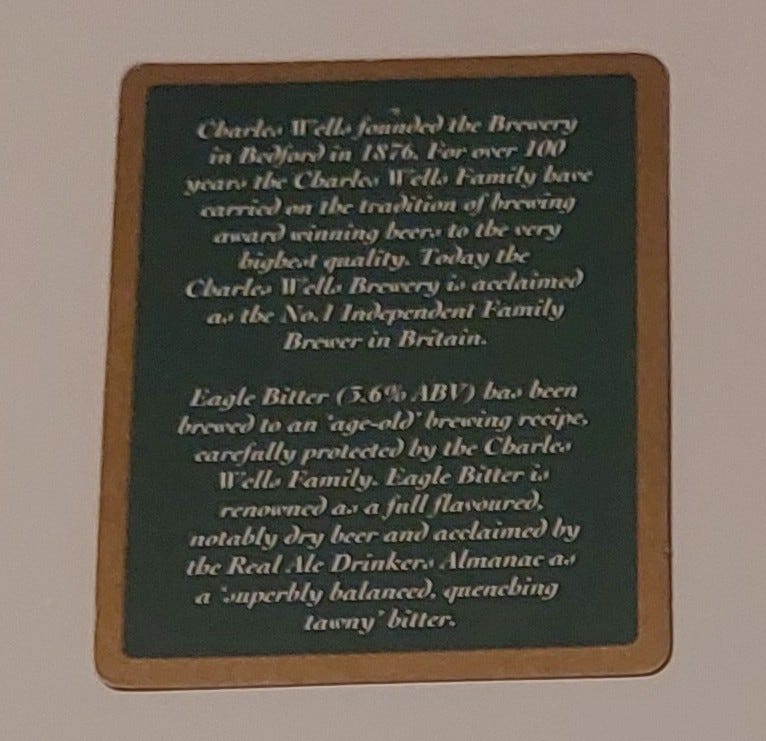 Charles Wells founded the Brewery
in Bedford in 1876. For over 100
years the Charles Wells Family have
carried on the tradition of brewing
award winning beers to the very
highest quality. Today the
Charles Wells Brewery is acclaimed
as the No.1 Independent Family
Brewer in Britain.
Eagle Bitter (3.6% ABV) has been
brewed to an 'age-old' brewing recipe,
carefully protected by the Charles
Wells Family. Eagle Bitter is
renowned as a full flavoured,
notably dry beer and acclaimed by
the Real Ale Drinkers Almanac as
a 'superbly balanced, quenching
tawny' bitter.